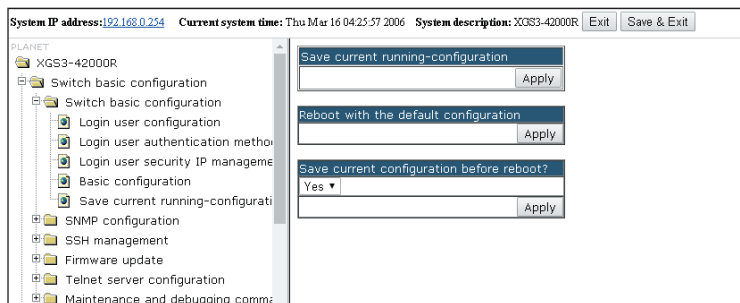 System IP address:192.168.0.254 Current system time: Thu Mar 16 04:25:57 2006 System description: XGS3-42000R Exit Save & Exit
PLANET
XGS3-42000R
Switch basic configuration
Switch basic configuration
Login user configuration
Login user authentication metho
Login user security IP manageme
Basic configuration
Save current running-configurati
SNMP configuration
SSH management
Firmware update
Telnet server configuration
Maintenance and debugging comma
Save current running-configuration
Apply
Reboot with the default configuration
Apply
Save current configuration before reboot?
Yes
Apply